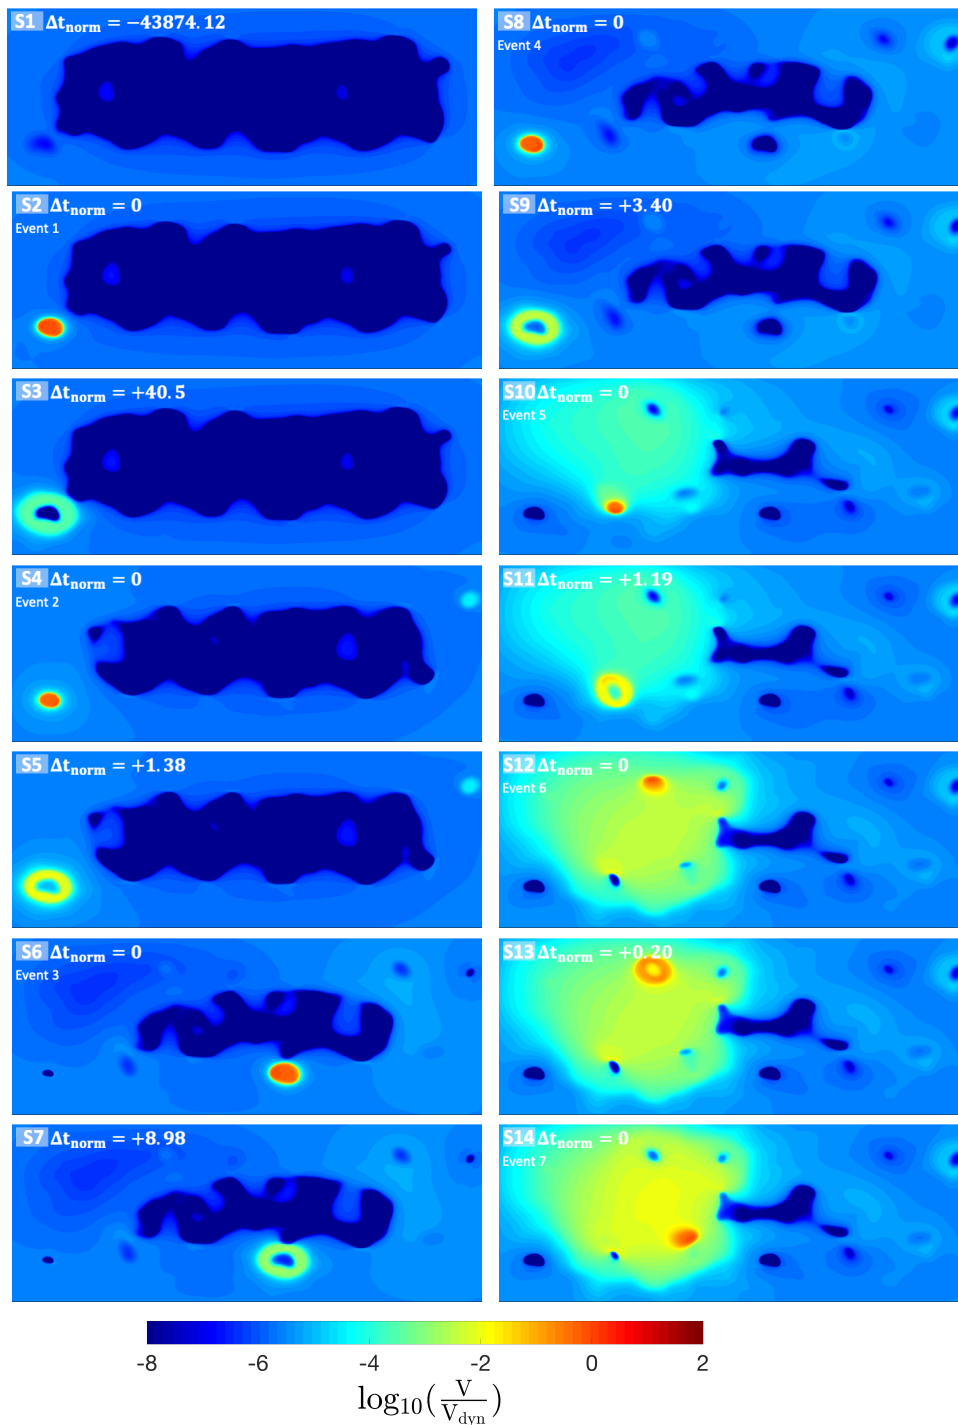 S1 Δt_norm = −43874.12
S2 Δt_norm = 0
Event 1
S3 Δt_norm = +40.5
S4 Δt_norm = 0
Event 2
S5 Δt_norm = +1.38
S6 Δt_norm = 0
Event 3
S7 Δt_norm = +8.98
S8 Δt_norm = 0
Event 4
S9 Δt_norm = +3.40
S10 Δt_norm = 0
Event 5
S11 Δt_norm = +1.19
S12 Δt_norm = 0
Event 6
S13 Δt_norm = +0.20
S14 Δt_norm = 0
Event 7
-8 -6 -4 -2 0 2
log₁₀(V/V_dyn)